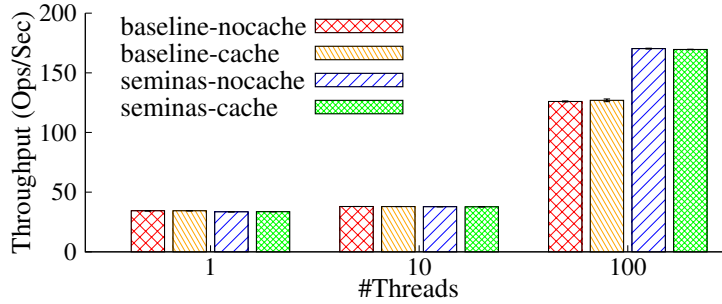 200
150
100
50
0
Throughput (Ops/Sec)
baseline-nocache
baseline-cache
seminas-nocache
seminas-cache
1
10
100
#Threads